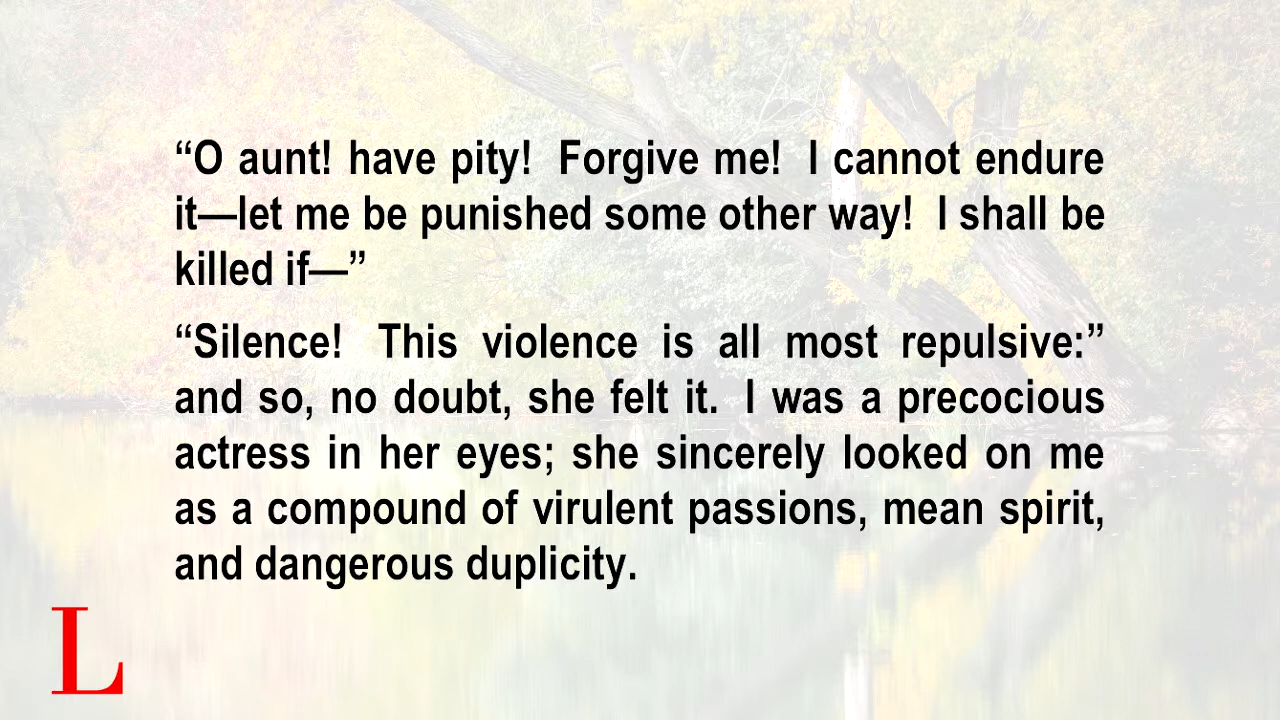 “O aunt! have pity!  Forgive me!  I cannot endure
it—let me be punished some other way!  I shall be
killed if—”
“Silence!  This violence is all most repulsive:”
and so, no doubt, she felt it.  I was a precocious
actress in her eyes; she sincerely looked on me
as a compound of virulent passions, mean spirit,
and dangerous duplicity.
L